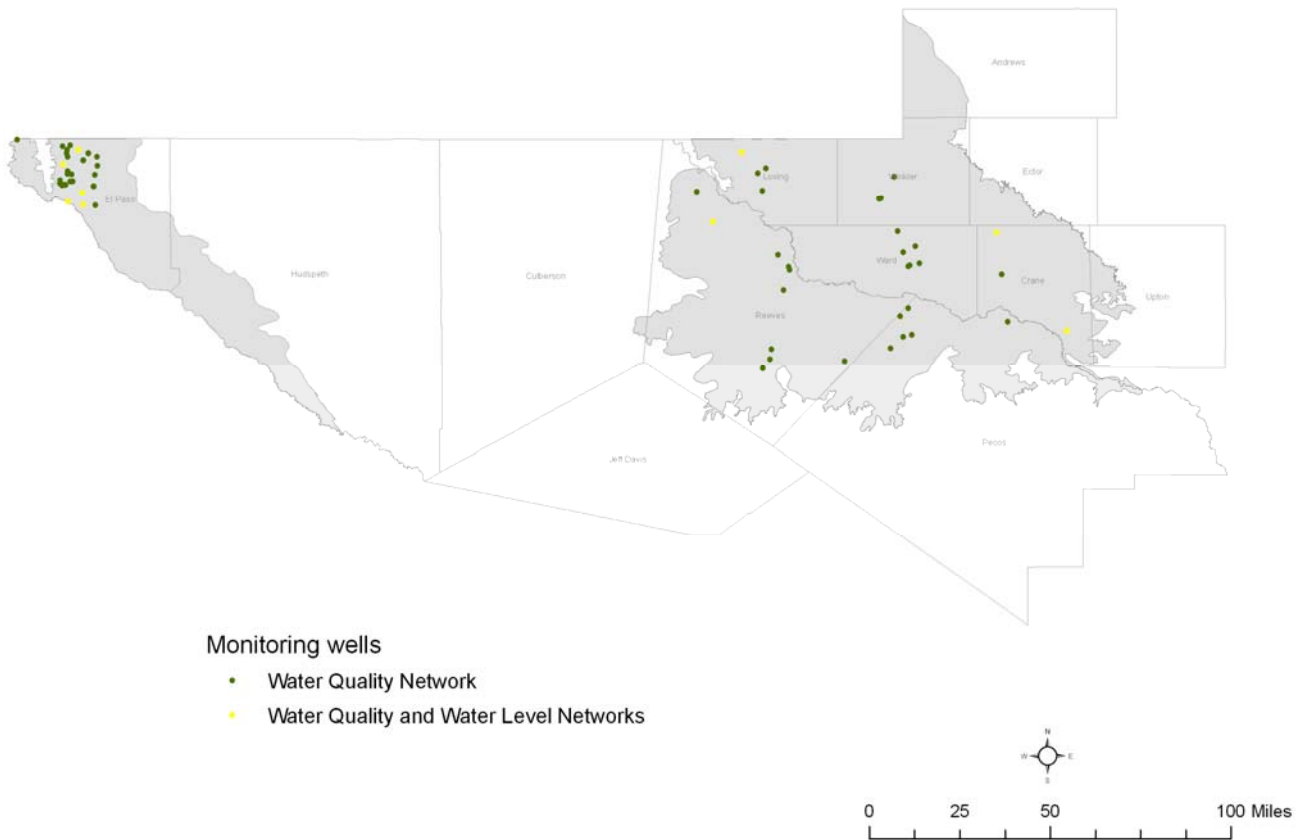 Andrews
Ector
Loving
Winkler
El Paso
Ward
Hudspeth
Culberson
Crane
Upton
Reeves
Pecos
Jeff Davis
Monitoring wells
Water Quality Network
Water Quality and Water Level Networks
N
W E
S
0 25 50 100 Miles